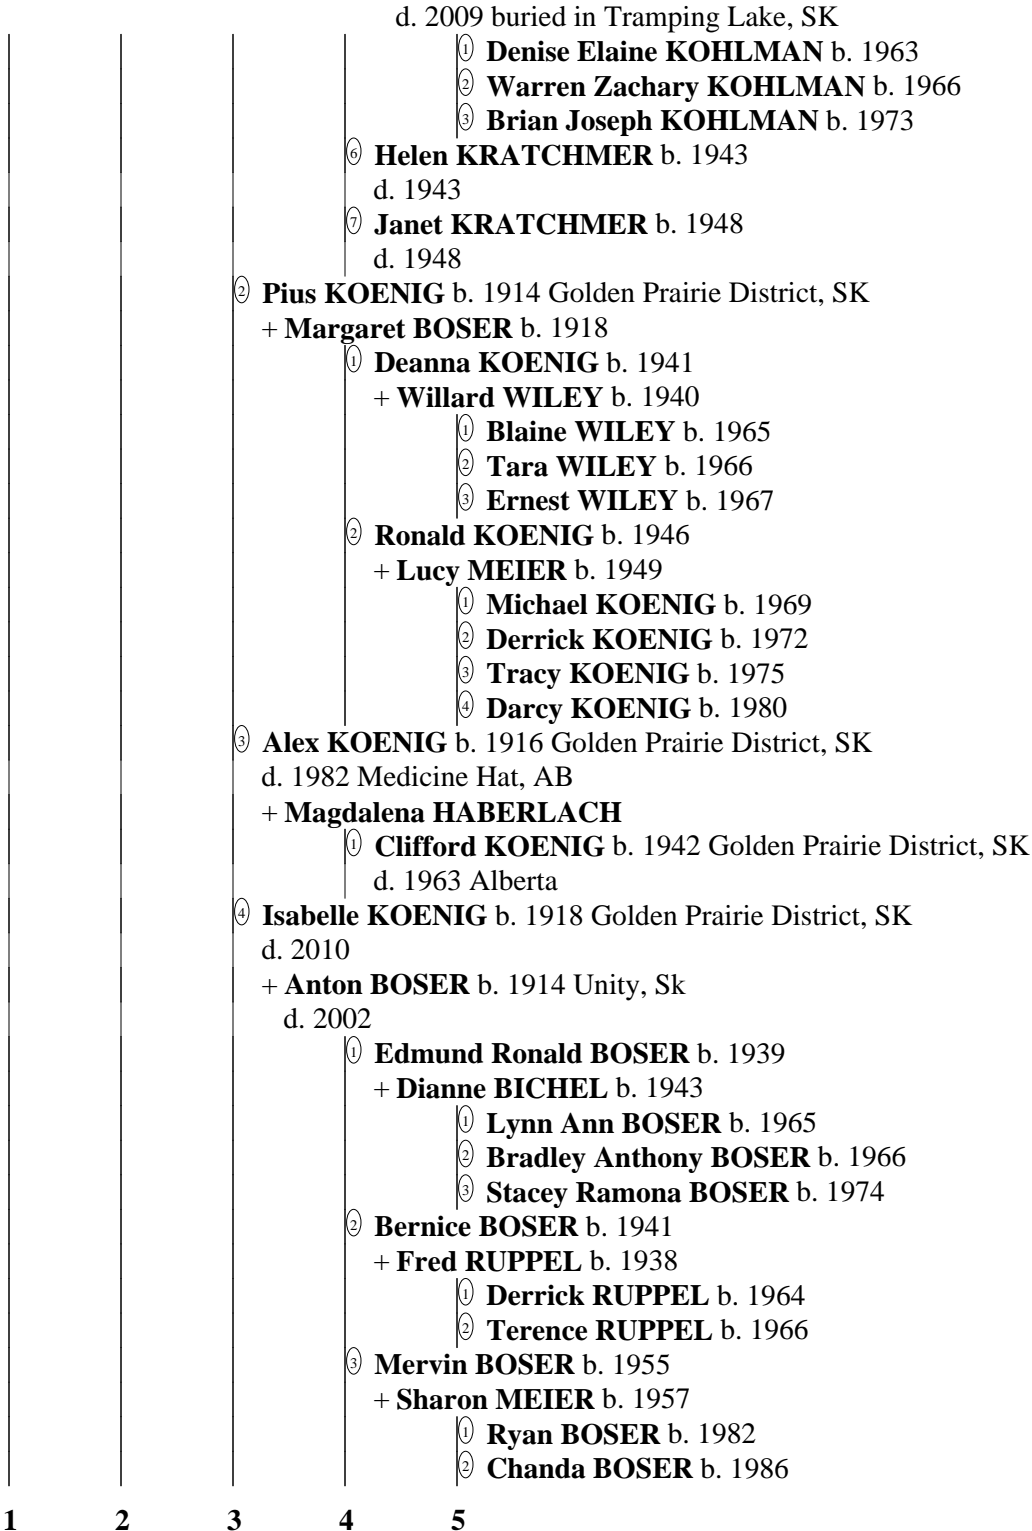 d. 2009 buried in Tramping Lake, SK
1 Denise Elaine KOHLMAN b. 1963
2 Warren Zachary KOHLMAN b. 1966
3 Brian Joseph KOHLMAN b. 1973
6 Helen KRATCHMER b. 1943
d. 1943
7 Janet KRATCHMER b. 1948
d. 1948
2 Pius KOENIG b. 1914 Golden Prairie District, SK
+ Margaret BOSER b. 1918
1 Deanna KOENIG b. 1941
+ Willard WILEY b. 1940
1 Blaine WILEY b. 1965
2 Tara WILEY b. 1966
3 Ernest WILEY b. 1967
2 Ronald KOENIG b. 1946
+ Lucy MEIER b. 1949
1 Michael KOENIG b. 1969
2 Derrick KOENIG b. 1972
3 Tracy KOENIG b. 1975
4 Darcy KOENIG b. 1980
3 Alex KOENIG b. 1916 Golden Prairie District, SK
d. 1982 Medicine Hat, AB
+ Magdalena HABERLACH
1 Clifford KOENIG b. 1942 Golden Prairie District, SK
d. 1963 Alberta
4 Isabelle KOENIG b. 1918 Golden Prairie District, SK
d. 2010
+ Anton BOSER b. 1914 Unity, Sk
d. 2002
1 Edmund Ronald BOSER b. 1939
+ Dianne BICHEL b. 1943
1 Lynn Ann BOSER b. 1965
2 Bradley Anthony BOSER b. 1966
3 Stacey Ramona BOSER b. 1974
2 Bernice BOSER b. 1941
+ Fred RUPPEL b. 1938
1 Derrick RUPPEL b. 1964
2 Terence RUPPEL b. 1966
3 Mervin BOSER b. 1955
+ Sharon MEIER b. 1957
1 Ryan BOSER b. 1982
2 Chanda BOSER b. 1986
1 2 3 4 5